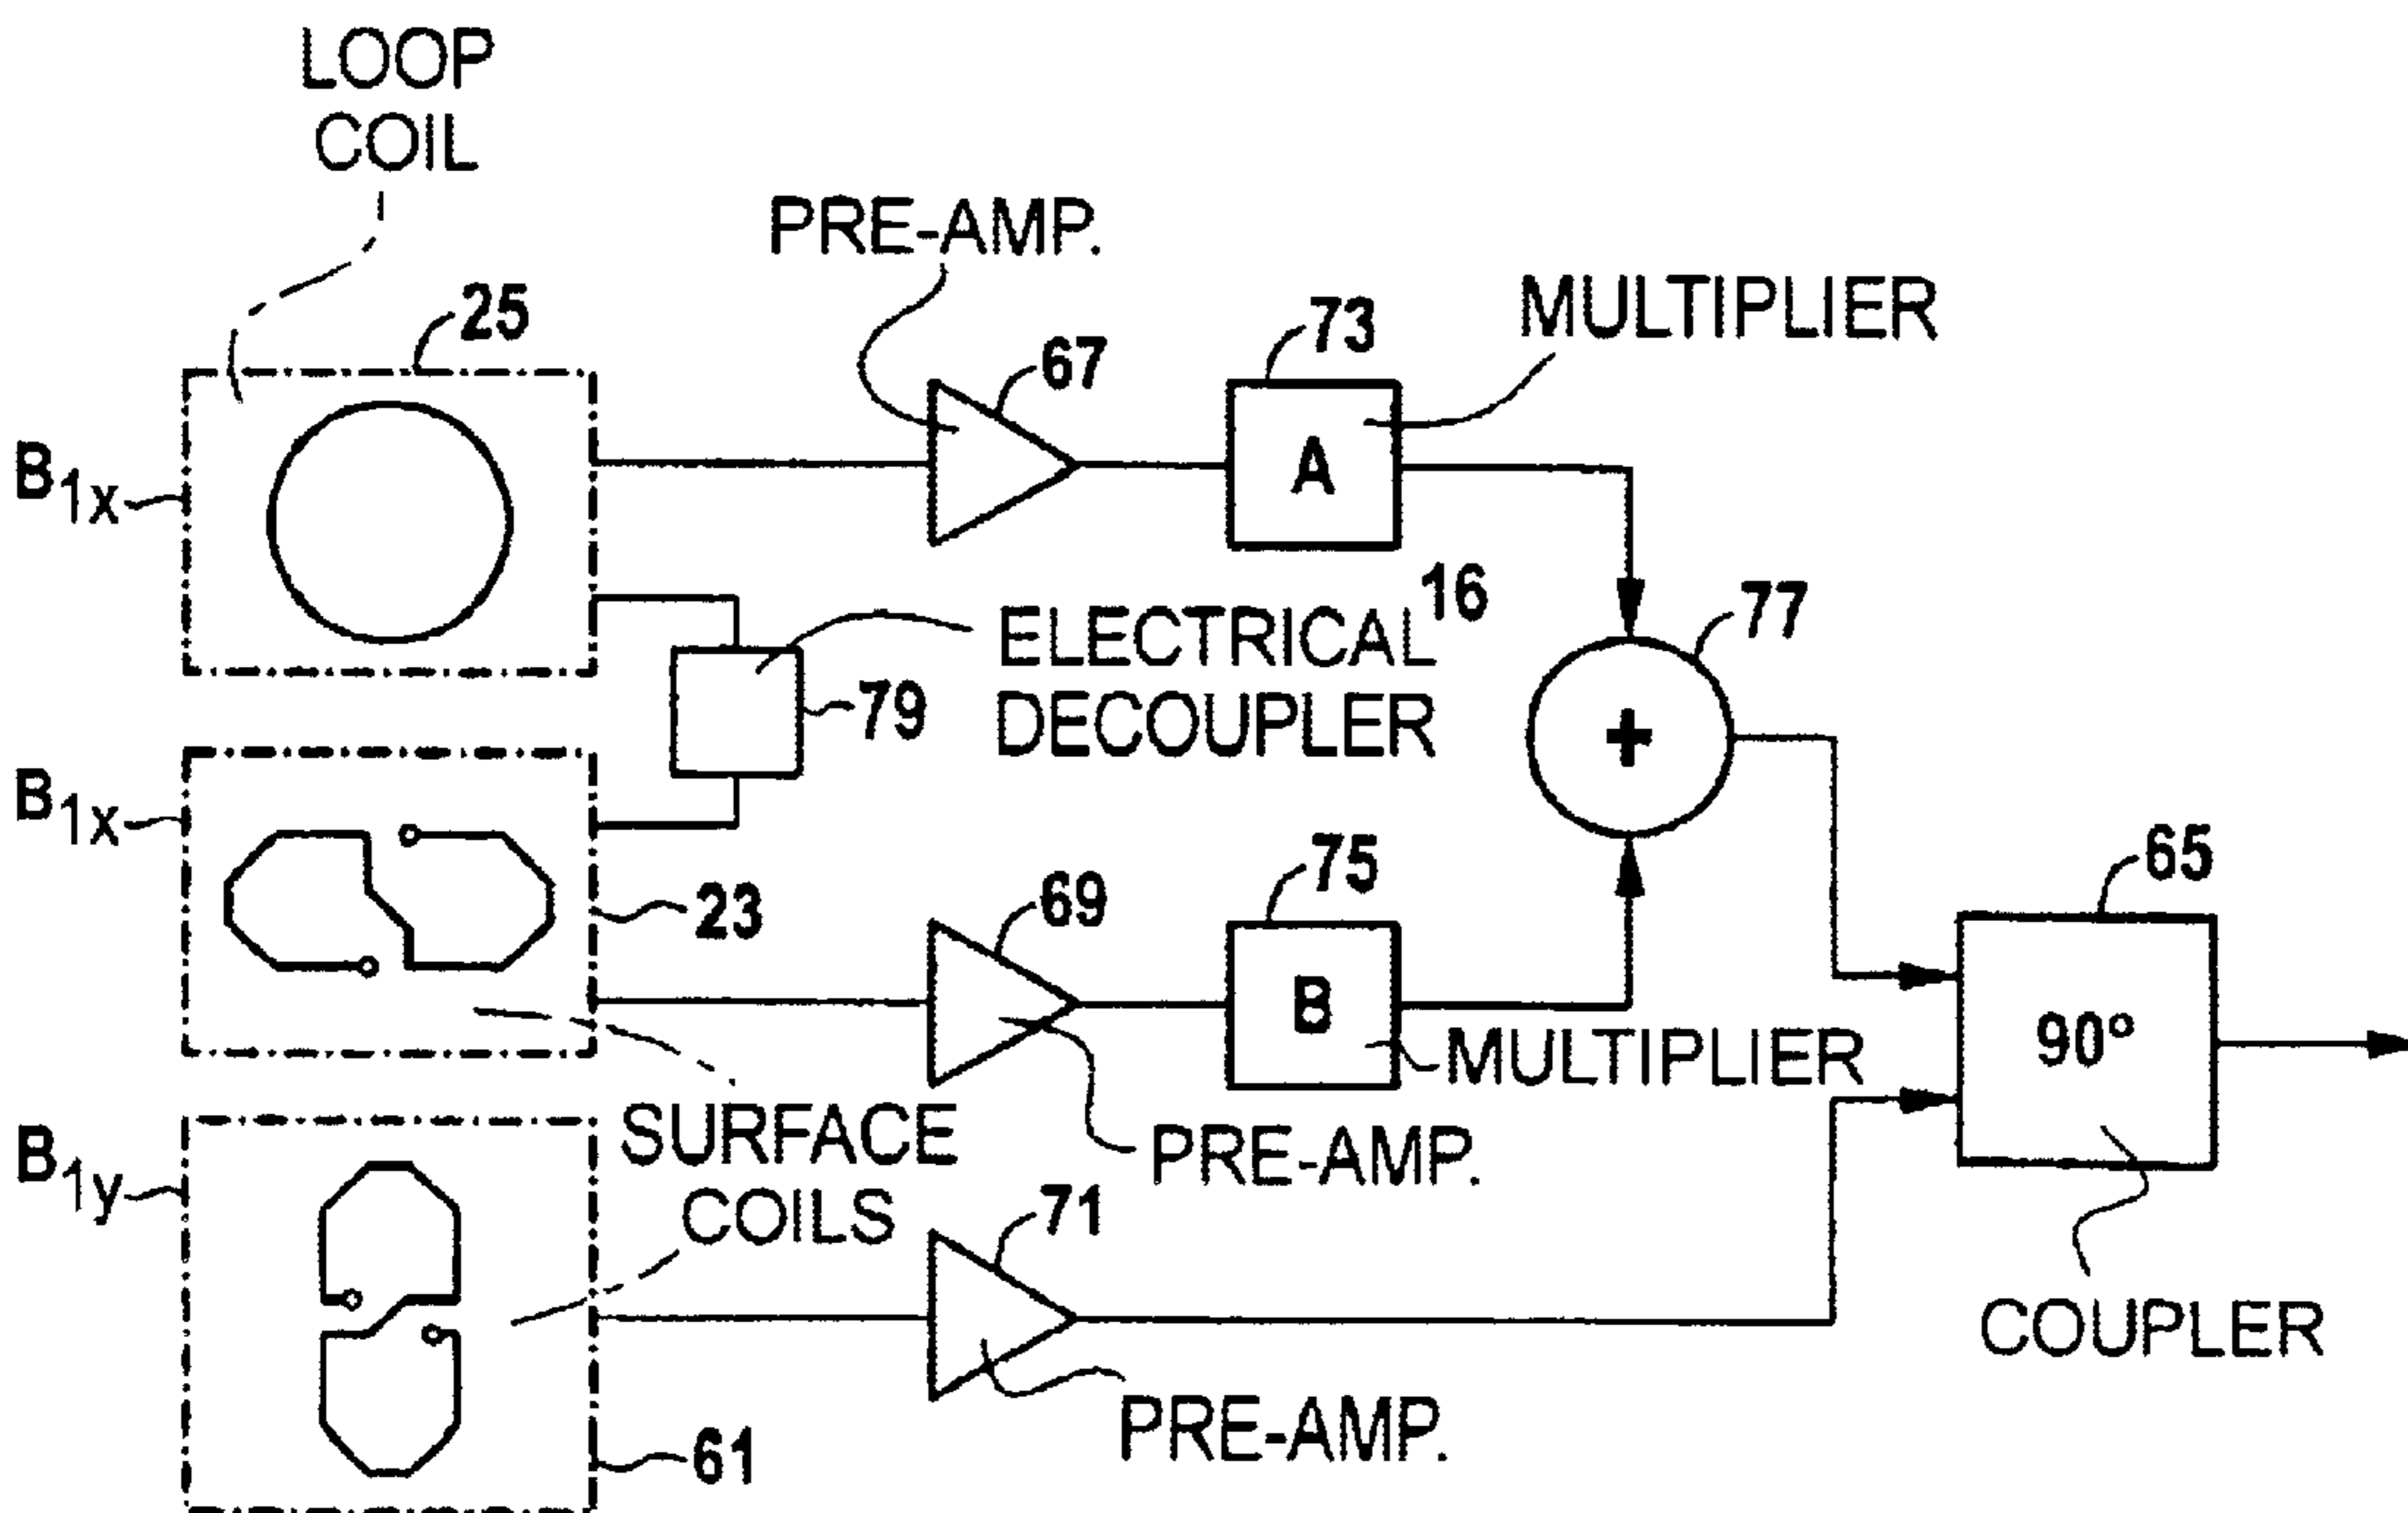 LOOP
COIL
PRE-AMP.
25
67
73
MULTIPLIER
B1x
A
16
ELECTRICAL
DECOUPLER
79
77
+
B1x
23
69
75
65
B
MULTIPLIER
90°
SURFACE
COILS
PRE-AMP.
B1y
71
COUPLER
PRE-AMP.
61